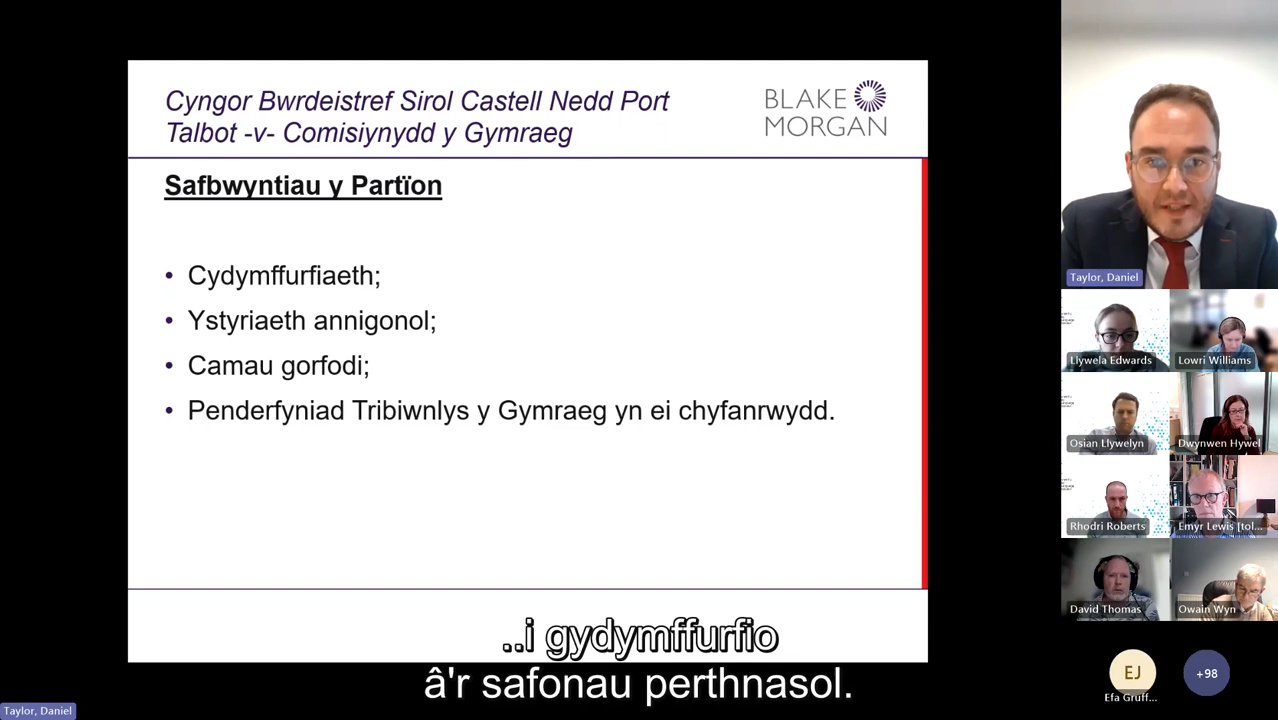 Cyngor Bwrdeistref Sirol Castell Nedd Port
Talbot -v- Comisiynydd y Gymraeg
BLAKE
MORGAN
Safbwyntiau y Partïon
• Cydymffurfiaeth;
• Ystyriaeth annigonol;
• Camau gorfodi;
• Penderfyniad Tribiwnlys y Gymraeg yn ei chyfanrwydd.
..i gydymffurfio
â'r safonau perthnasol.
Taylor, Daniel
Taylor, Daniel
Llywela Edwards
Lowri Williams
Osian Llywelyn
Dwynwen Hywel
Rhodri Roberts
Emyr Lewis [tol...
David Thomas
Owain Wyn
EJ
Efa Gruff...
+98